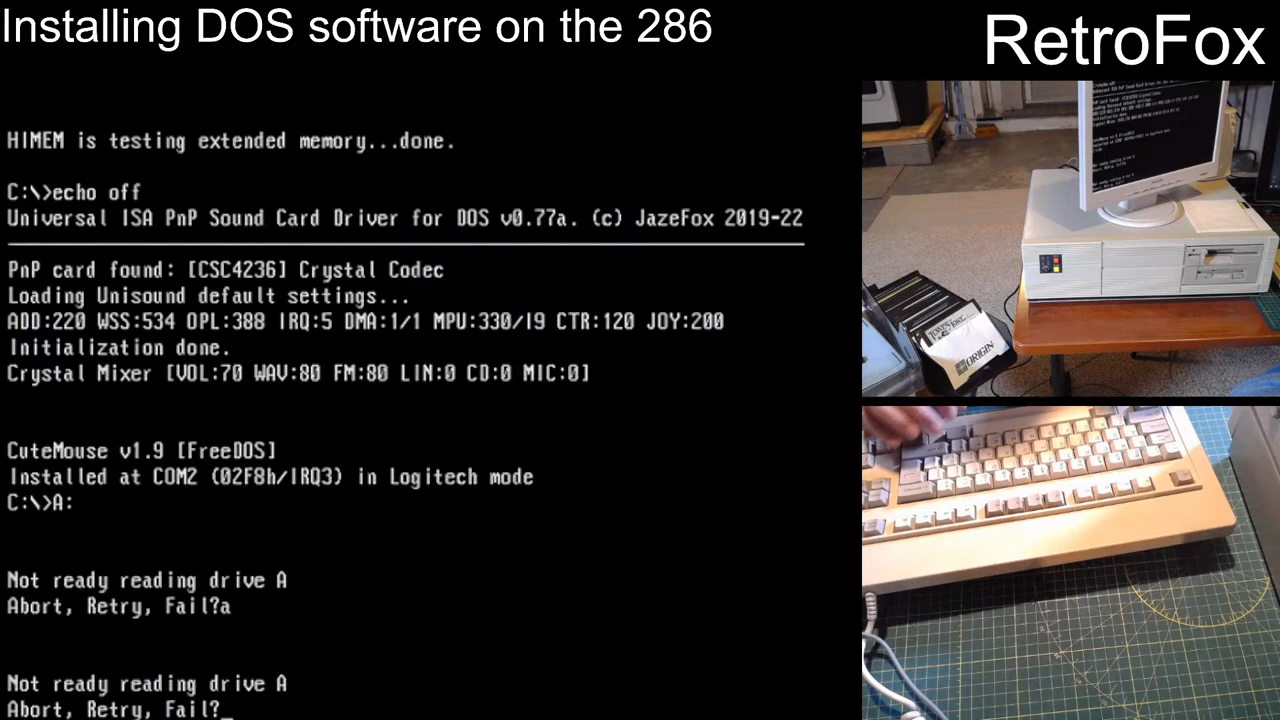 Installing DOS software on the 286
RetroFox
HIMEM is testing extended memory...done.
C:\>echo off
Universal ISA PnP Sound Card Driver for DOS v0.77a. (c) JazeFox 2019-22
PnP card found: [CSC4236] Crystal Codec
Loading Unisound default settings...
ADD:220 WSS:534 OPL:388 IRQ:5 DMA:1/1 MPU:330/I9 CTR:120 JOY:200
Initialization done.
Crystal Mixer [VOL:70 WAV:80 FM:80 LIN:0 CD:0 MIC:0]
CuteMouse v1.9 [FreeDOS]
Installed at COM2 (02F8h/IRQ3) in Logitech mode
C:\>A:
Not ready reading drive A
Abort, Retry, Fail?a
Not ready reading drive A
Abort, Retry, Fail?_
ORIGIN